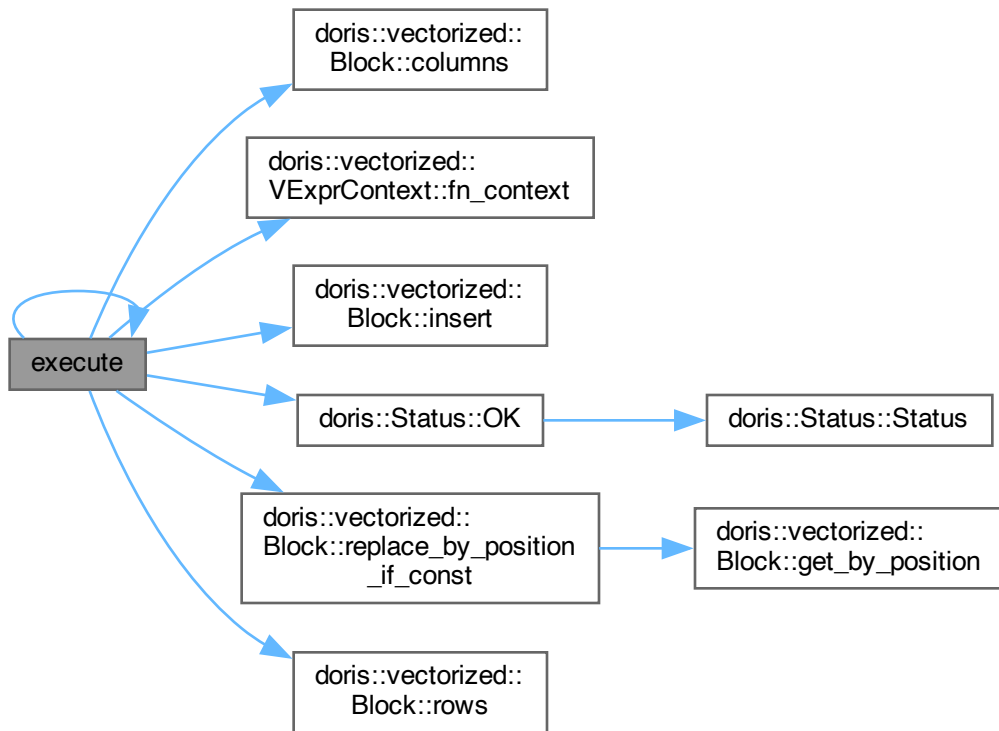 doris::vectorized::
Block::columns
doris::vectorized::
VExprContext::fn_context
doris::vectorized::
Block::insert
execute
doris::Status::OK
doris::Status::Status
doris::vectorized::
Block::replace_by_position
_if_const
doris::vectorized::
Block::get_by_position
doris::vectorized::
Block::rows